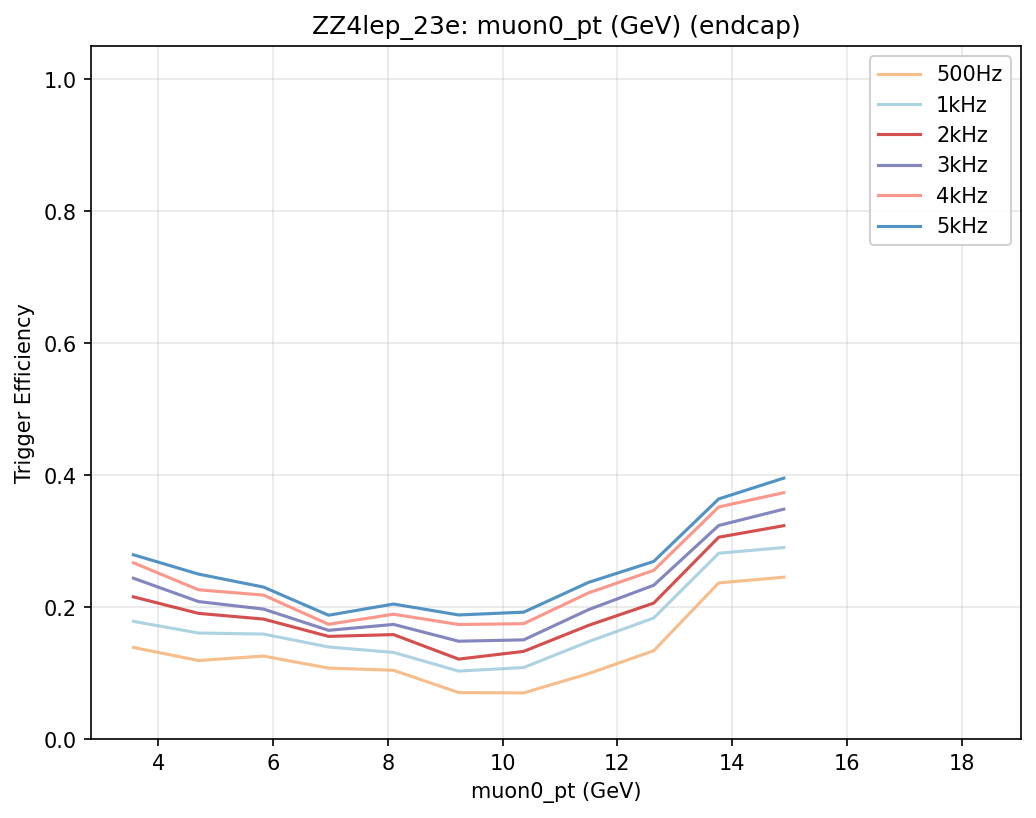 ZZ4lep_23e: muon0_pt (GeV) (endcap)
1.0
0.8
0.6
0.4
0.2
0.0
Trigger Efficiency
500Hz
1kHz
2kHz
3kHz
4kHz
5kHz
4 6 8 10 12 14 16 18
muon0_pt (GeV)